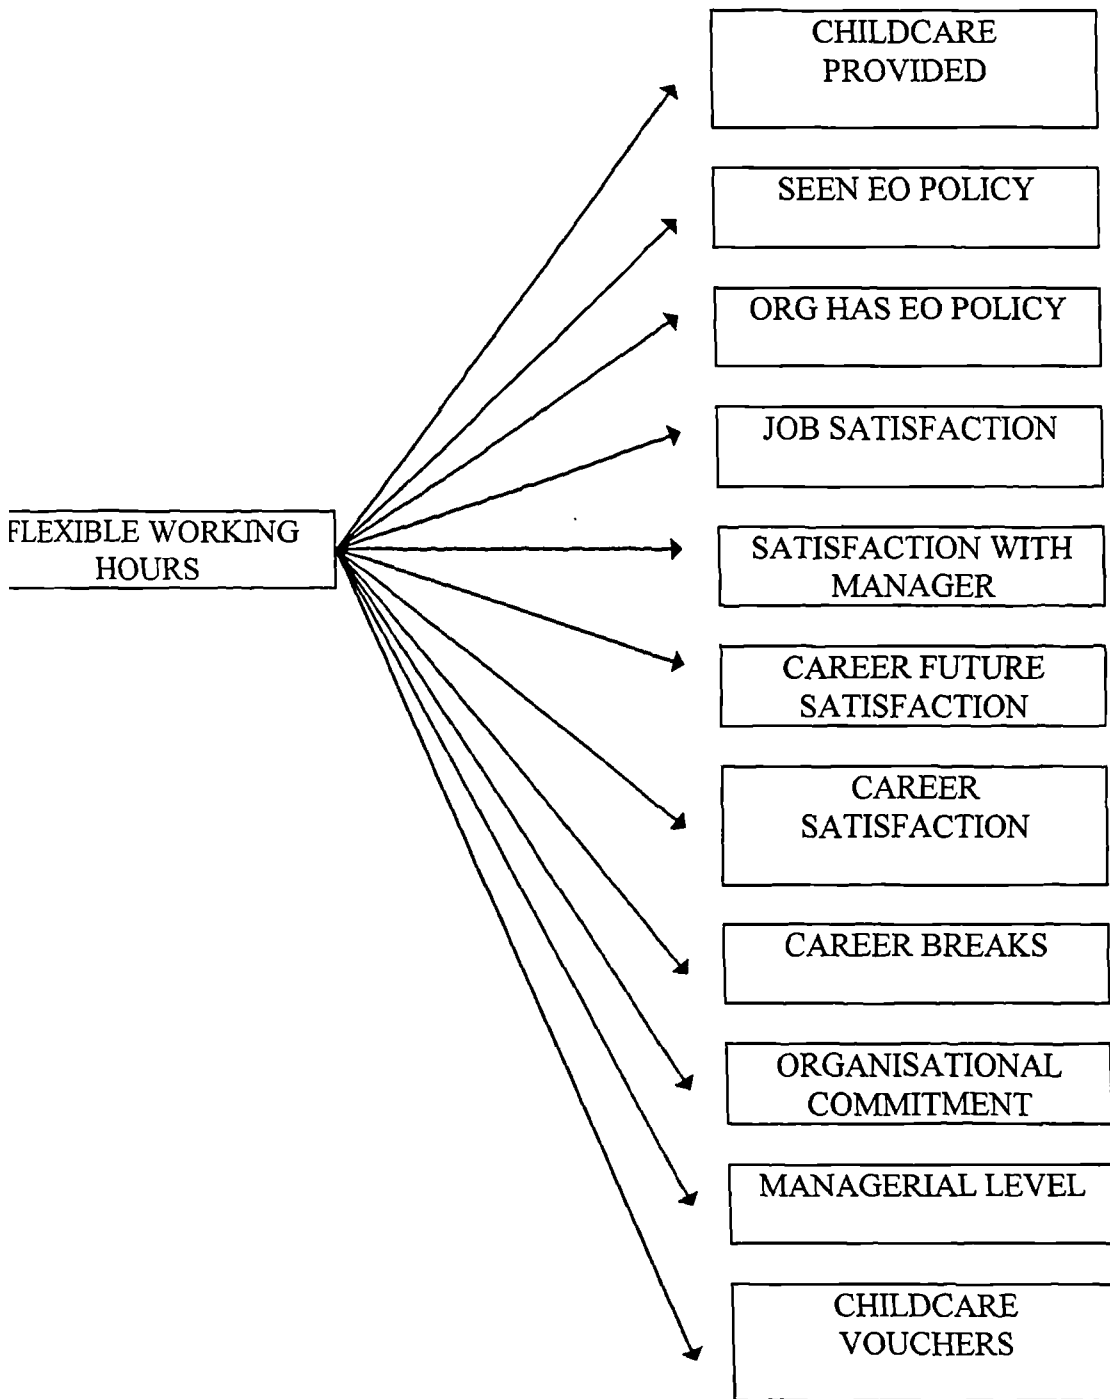 CHILDCARE
PROVIDED
SEEN EO POLICY
ORG HAS EO POLICY
JOB SATISFACTION
FLEXIBLE WORKING
HOURS
SATISFACTION WITH
MANAGER
CAREER FUTURE
SATISFACTION
CAREER
SATISFACTION
CAREER BREAKS
ORGANISATIONAL
COMMITMENT
MANAGERIAL LEVEL
CHILDCARE
VOUCHERS